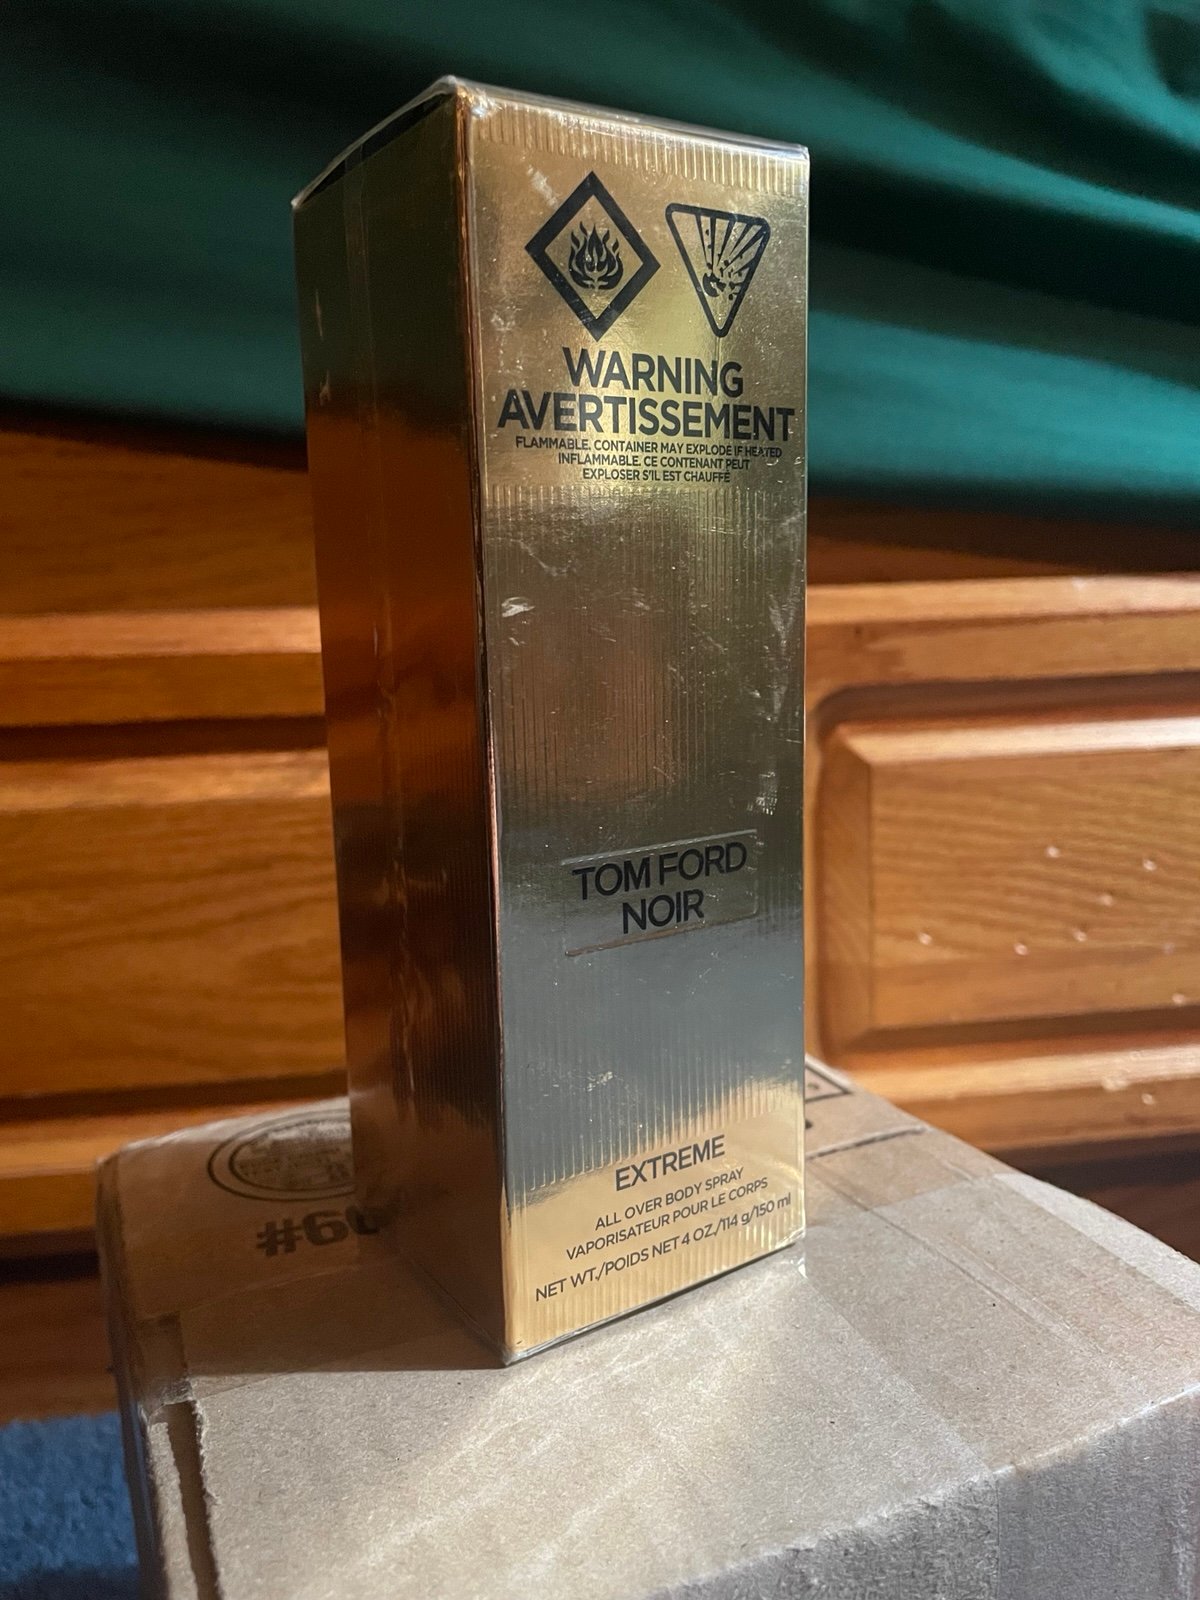 WARNING
AVERTISSEMENT
FLAMMABLE. CONTAINER MAY EXPLODE IF HEATED
INFLAMMABLE. CE CONTENANT PEUT
EXPLOSER S'IL EST CHAUFFÉ
TOM FORD
NOIR
EXTREME
ALL OVER BODY SPRAY
VAPORISATEUR POUR LE CORPS
NET WT./POIDS NET 4 OZ./114 g/150 ml